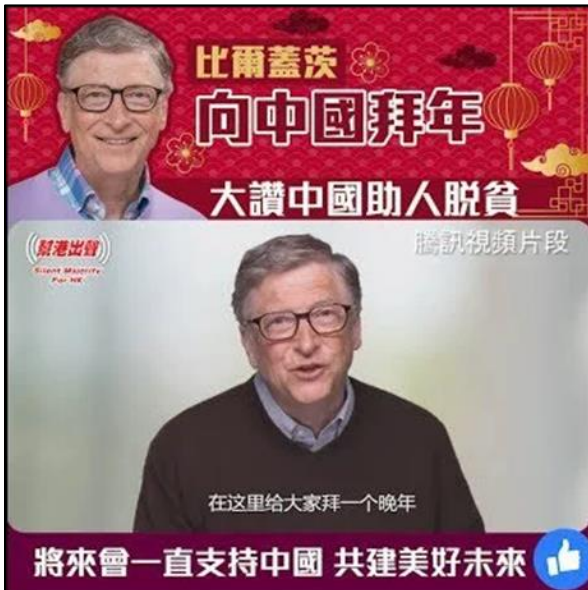 比爾蓋茨
向中國拜年
大讚中國助人脱貧
幫港出聲
Silent Majority
For HK
騰訊視頻片段
在这里给大家拜一个晚年
將來會一直支持中國 共建美好未來